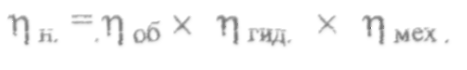 η н. = η об × η гид. × η мех.